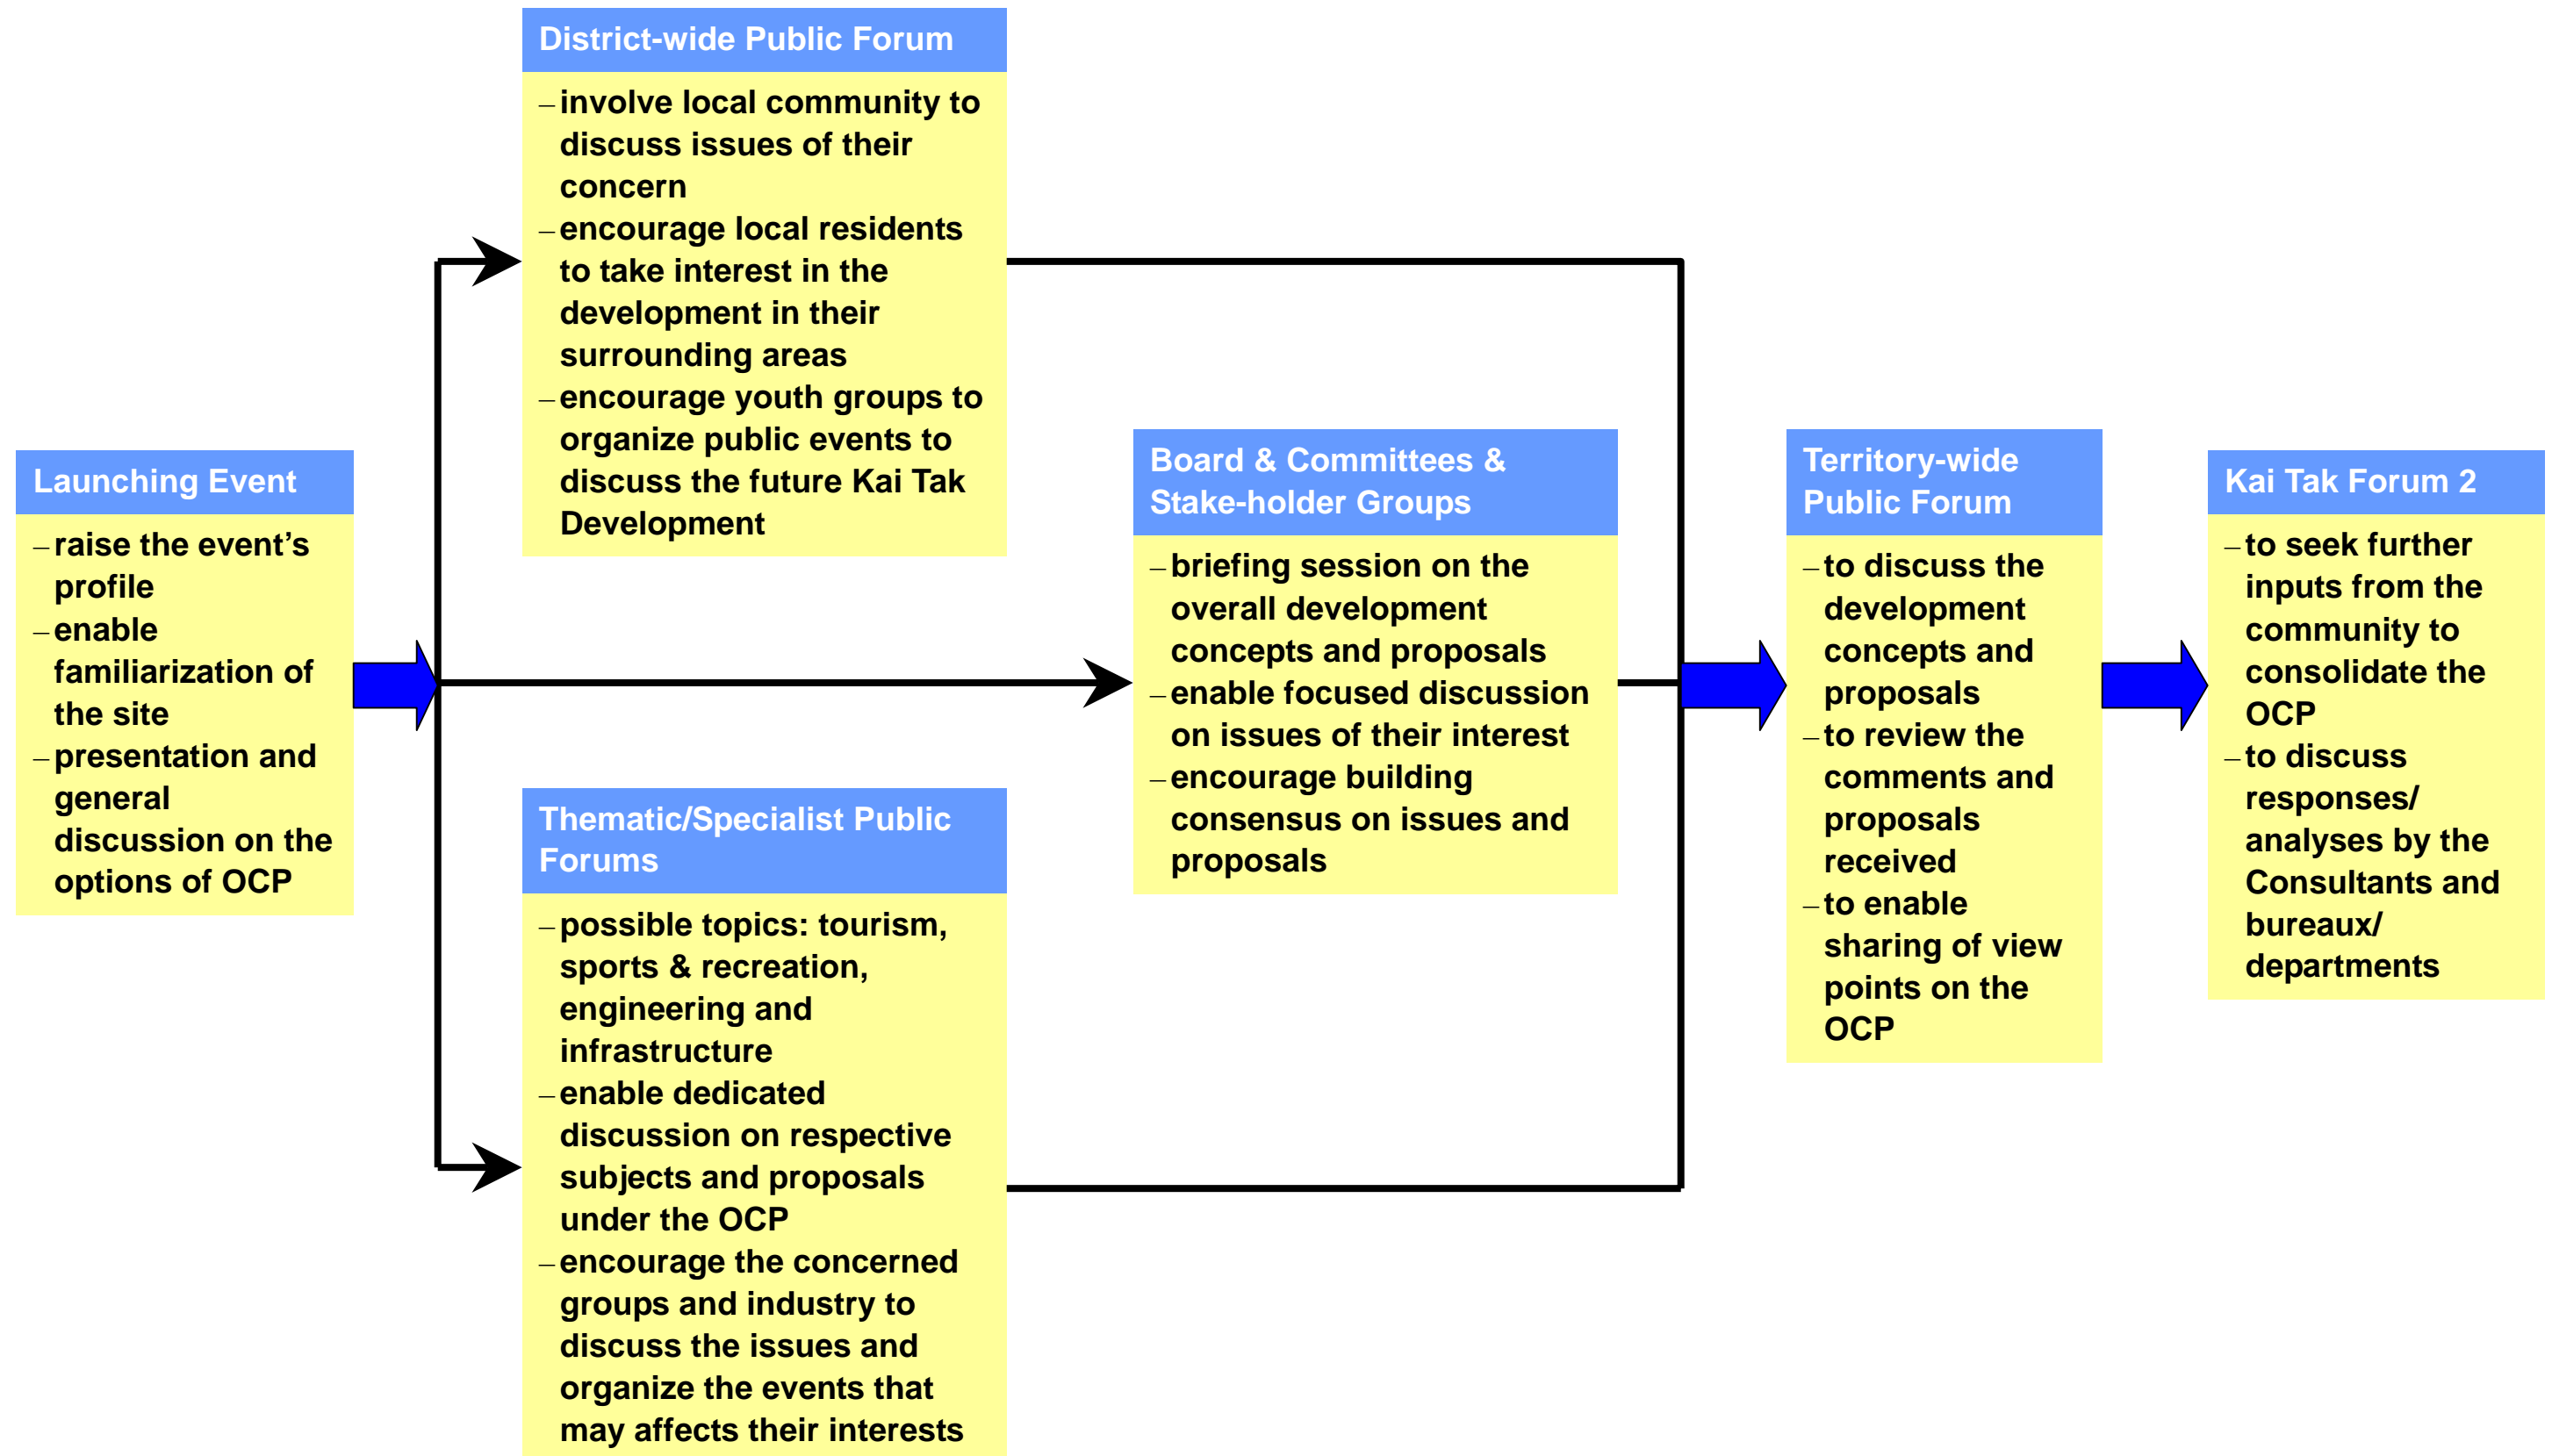 Launching Event
– raise the event’s
profile
– enable
familiarization of
the site
– presentation and
general
discussion on the
options of OCP
District-wide Public Forum
– involve local community to
discuss issues of their
concern
– encourage local residents
to take interest in the
development in their
surrounding areas
– encourage youth groups to
organize public events to
discuss the future Kai Tak
Development
Thematic/Specialist Public
Forums
– possible topics: tourism,
sports & recreation,
engineering and
infrastructure
– enable dedicated
discussion on respective
subjects and proposals
under the OCP
– encourage the concerned
groups and industry to
discuss the issues and
organize the events that
may affects their interests
Board & Committees &
Stake-holder Groups
– briefing session on the
overall development
concepts and proposals
– enable focused discussion
on issues of their interest
– encourage building
consensus on issues and
proposals
Territory-wide
Public Forum
– to discuss the
development
concepts and
proposals
– to review the
comments and
proposals
received
– to enable
sharing of view
points on the
OCP
Kai Tak Forum 2
– to seek further
inputs from the
community to
consolidate the
OCP
– to discuss
responses/
analyses by the
Consultants and
bureaux/
departments